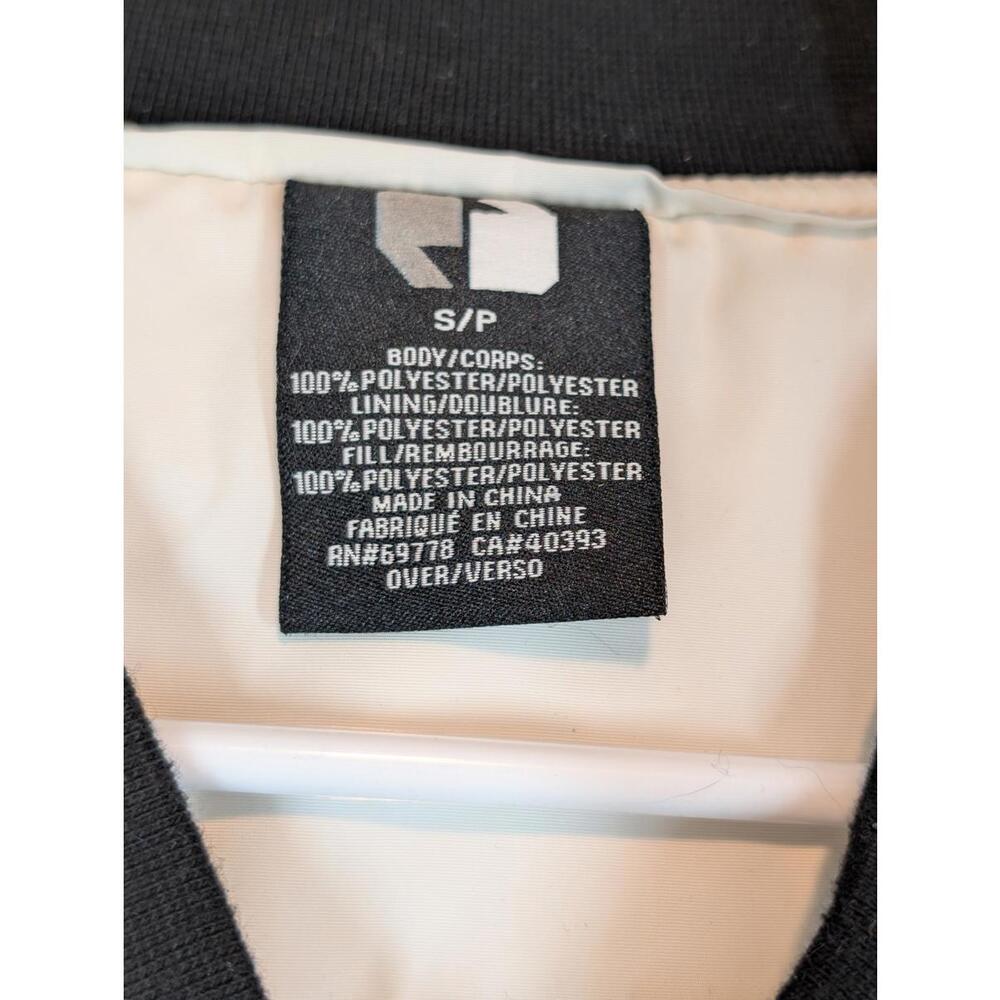 S/P
BODY/CORPS:
100% POLYESTER/POLYESTER
LINING/DOUBLURE:
100% POLYESTER/POLYESTER
FILL/REMBOURRAGE:
100% POLYESTER/POLYESTER
MADE IN CHINA
FABRIQUÉ EN CHINE
RN#69778 CA#40393
OVER/VERSO